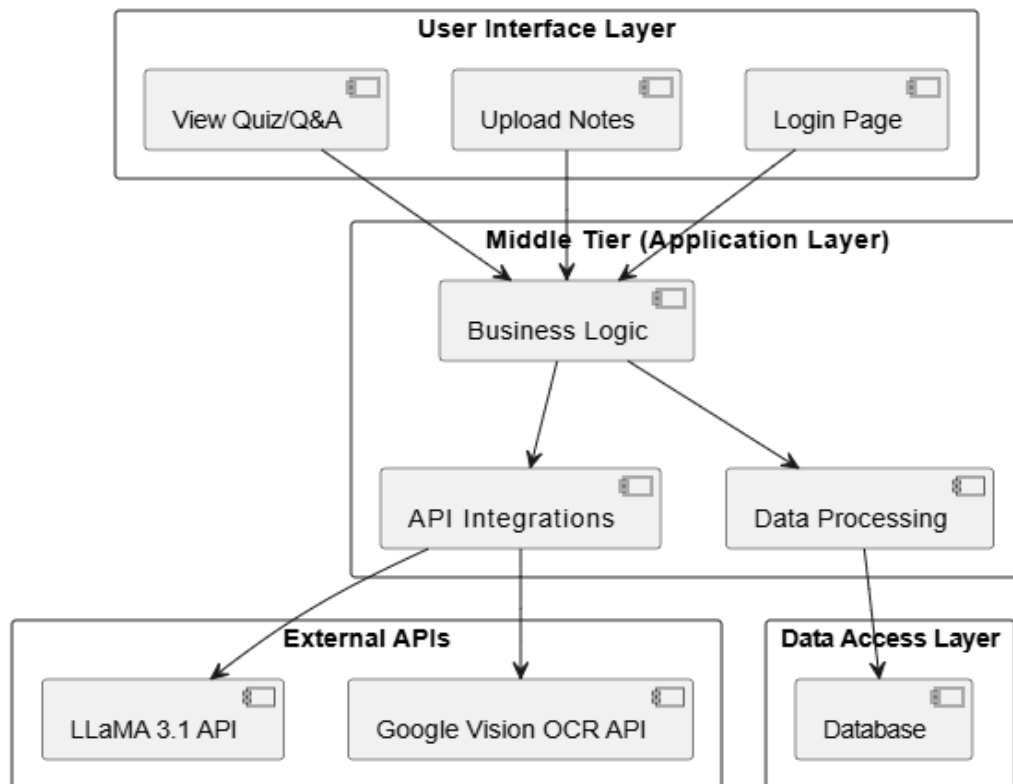 User Interface Layer
View Quiz/Q&A
Upload Notes
Login Page
Middle Tier (Application Layer)
Business Logic
API Integrations
Data Processing
External APIs
Data Access Layer
LLaMA 3.1 API
Google Vision OCR API
Database